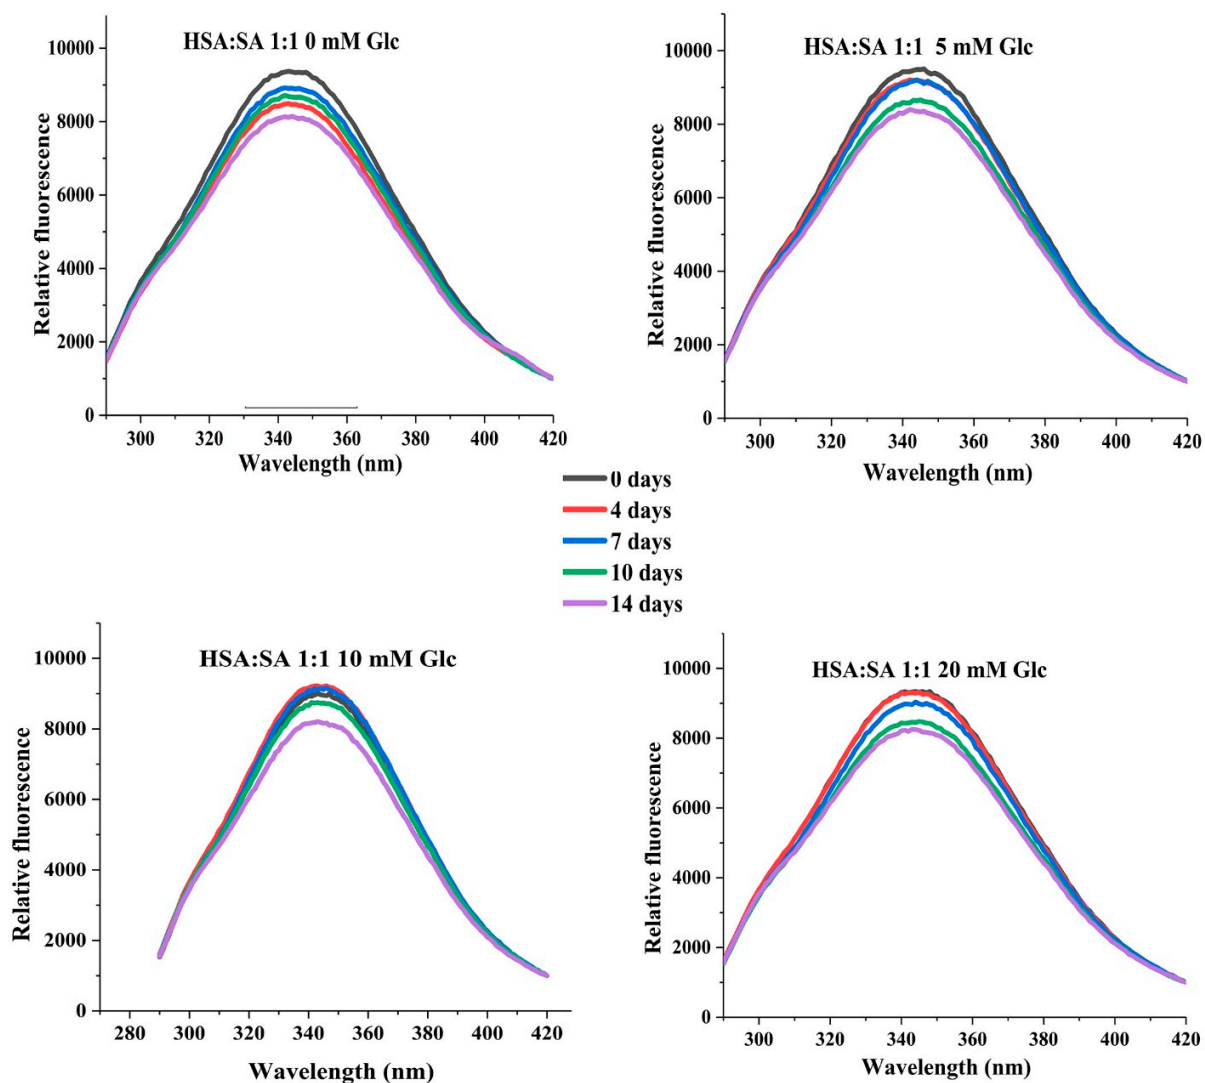 HSA:SA 1:1 0 mM Glc
10000
8000
6000
4000
2000
0
Relative fluorescence
300 320 340 360 380 400 420
Wavelength (nm)
HSA:SA 1:1 5 mM Glc
10000
8000
6000
4000
2000
0
Relative fluorescence
300 320 340 360 380 400 420
Wavelength (nm)
0 days
4 days
7 days
10 days
14 days
HSA:SA 1:1 10 mM Glc
10000
8000
6000
4000
2000
0
Relative fluorescence
280 300 320 340 360 380 400 420
Wavelength (nm)
HSA:SA 1:1 20 mM Glc
10000
8000
6000
4000
2000
0
Relative fluorescence
300 320 340 360 380 400 420
Wavelength (nm)